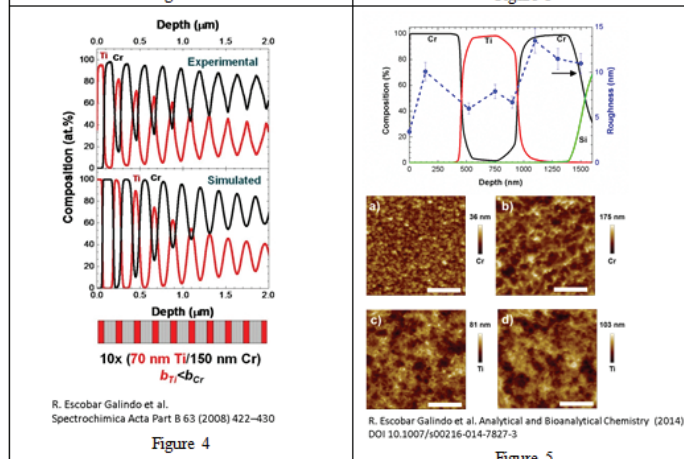 Depth (µm)
0.0 0.5 1.0 1.5 2.0
Ti Cr
Experimental
100
80
60
40
20
0
Composition (at.%)
Ti Cr
Simulated
100
80
60
40
20
0
0.0 0.5 1.0 1.5 2.0
Depth (µm)
10x (70 nm Ti/150 nm Cr)
bTi<bCr
R. Escobar Galindo et al.
Spectrochimica Acta Part B 63 (2008) 422–430
Figure 4
100
80
60
40
20
0
Composition (%)
Cr Ti Cr
Si
15
10
5
0
Roughness (nm)
0 250 500 750 1000 1250 1500
Depth (nm)
a)
36 nm
Cr
b)
175 nm
Cr
c)
81 nm
Ti
d)
103 nm
Ti
R. Escobar Galindo et al. Analytical and Bioanalytical Chemistry (2014)
DOI 10.1007/s00216-014-7827-3
Figure 5